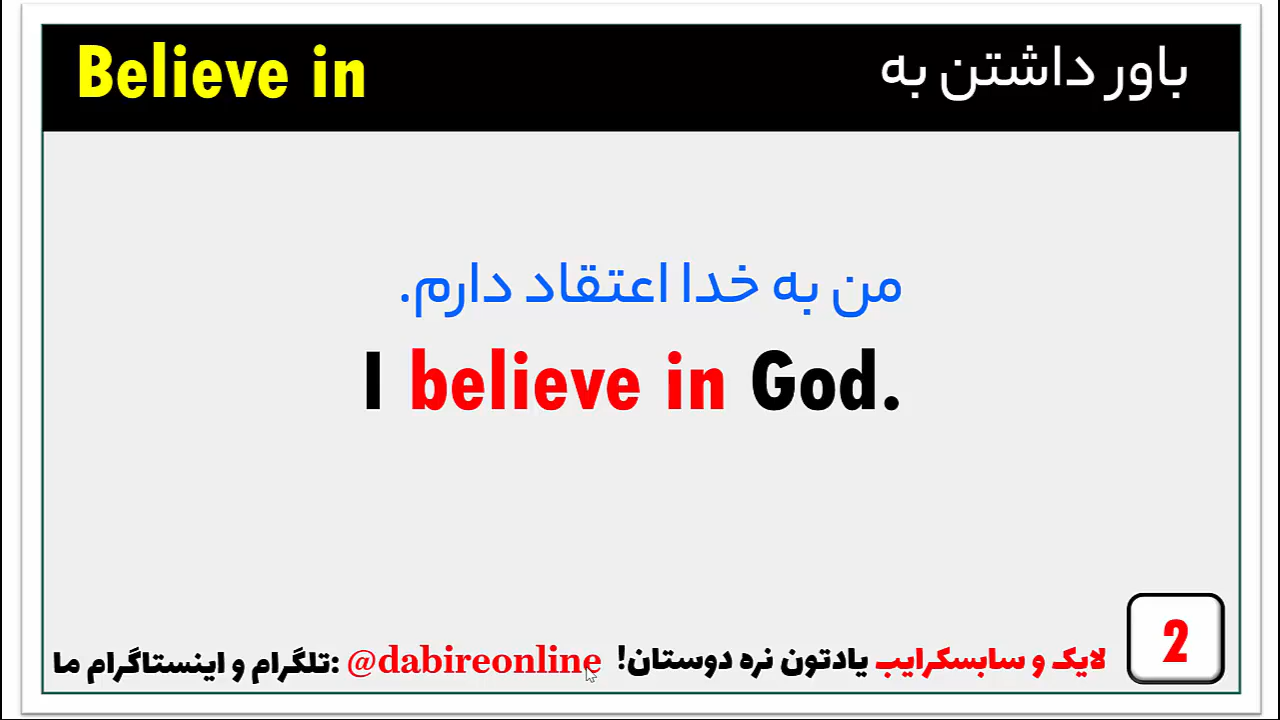 Believe in باور داشتن به
من به خدا اعتقاد دارم.
I believe in God.
2
لایک و سابسکرایب یادتون نره دوستان! @dabireonline :تلگرام و اینستاگرام ما